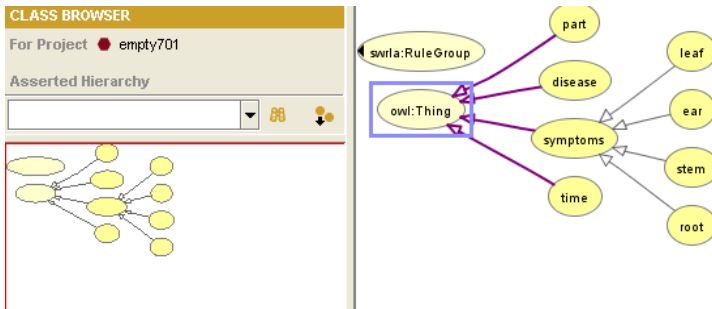 CLASS BROWSER
For Project empty701
Asserted Hierarchy
part
swrla:RuleGroup
leaf
disease
owl:Thing
ear
symptoms
stem
time
root